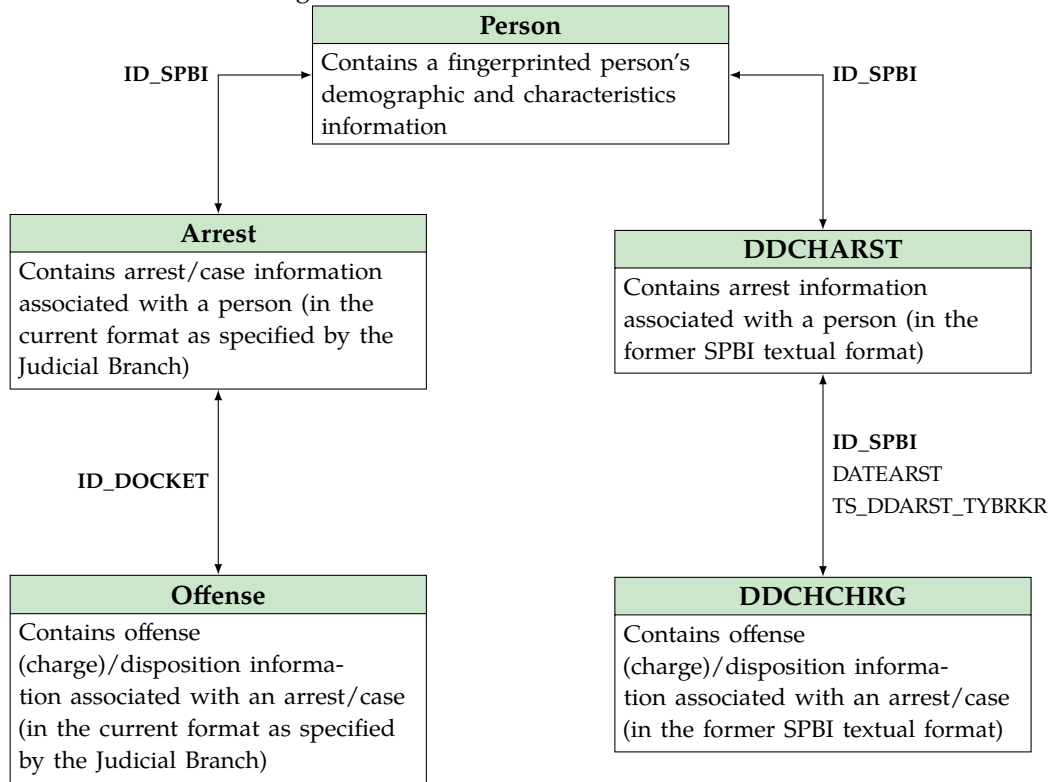 Person
Contains a fingerprinted person's
demographic and characteristics
information
ID_SPBI
ID_SPBI
Arrest
Contains arrest/case information
associated with a person (in the
current format as specified by the
Judicial Branch)
DDCHARST
Contains arrest information
associated with a person (in the
former SPBI textual format)
ID_DOCKET
ID_SPBI
DATEARST
TS_DDARST_TYBRKR
Offense
Contains offense
(charge)/disposition informa-
tion associated with an arrest/case
(in the current format as specified
by the Judicial Branch)
DDCHCHRG
Contains offense
(charge)/disposition informa-
tion associated with an arrest/case
(in the former SPBI textual format)